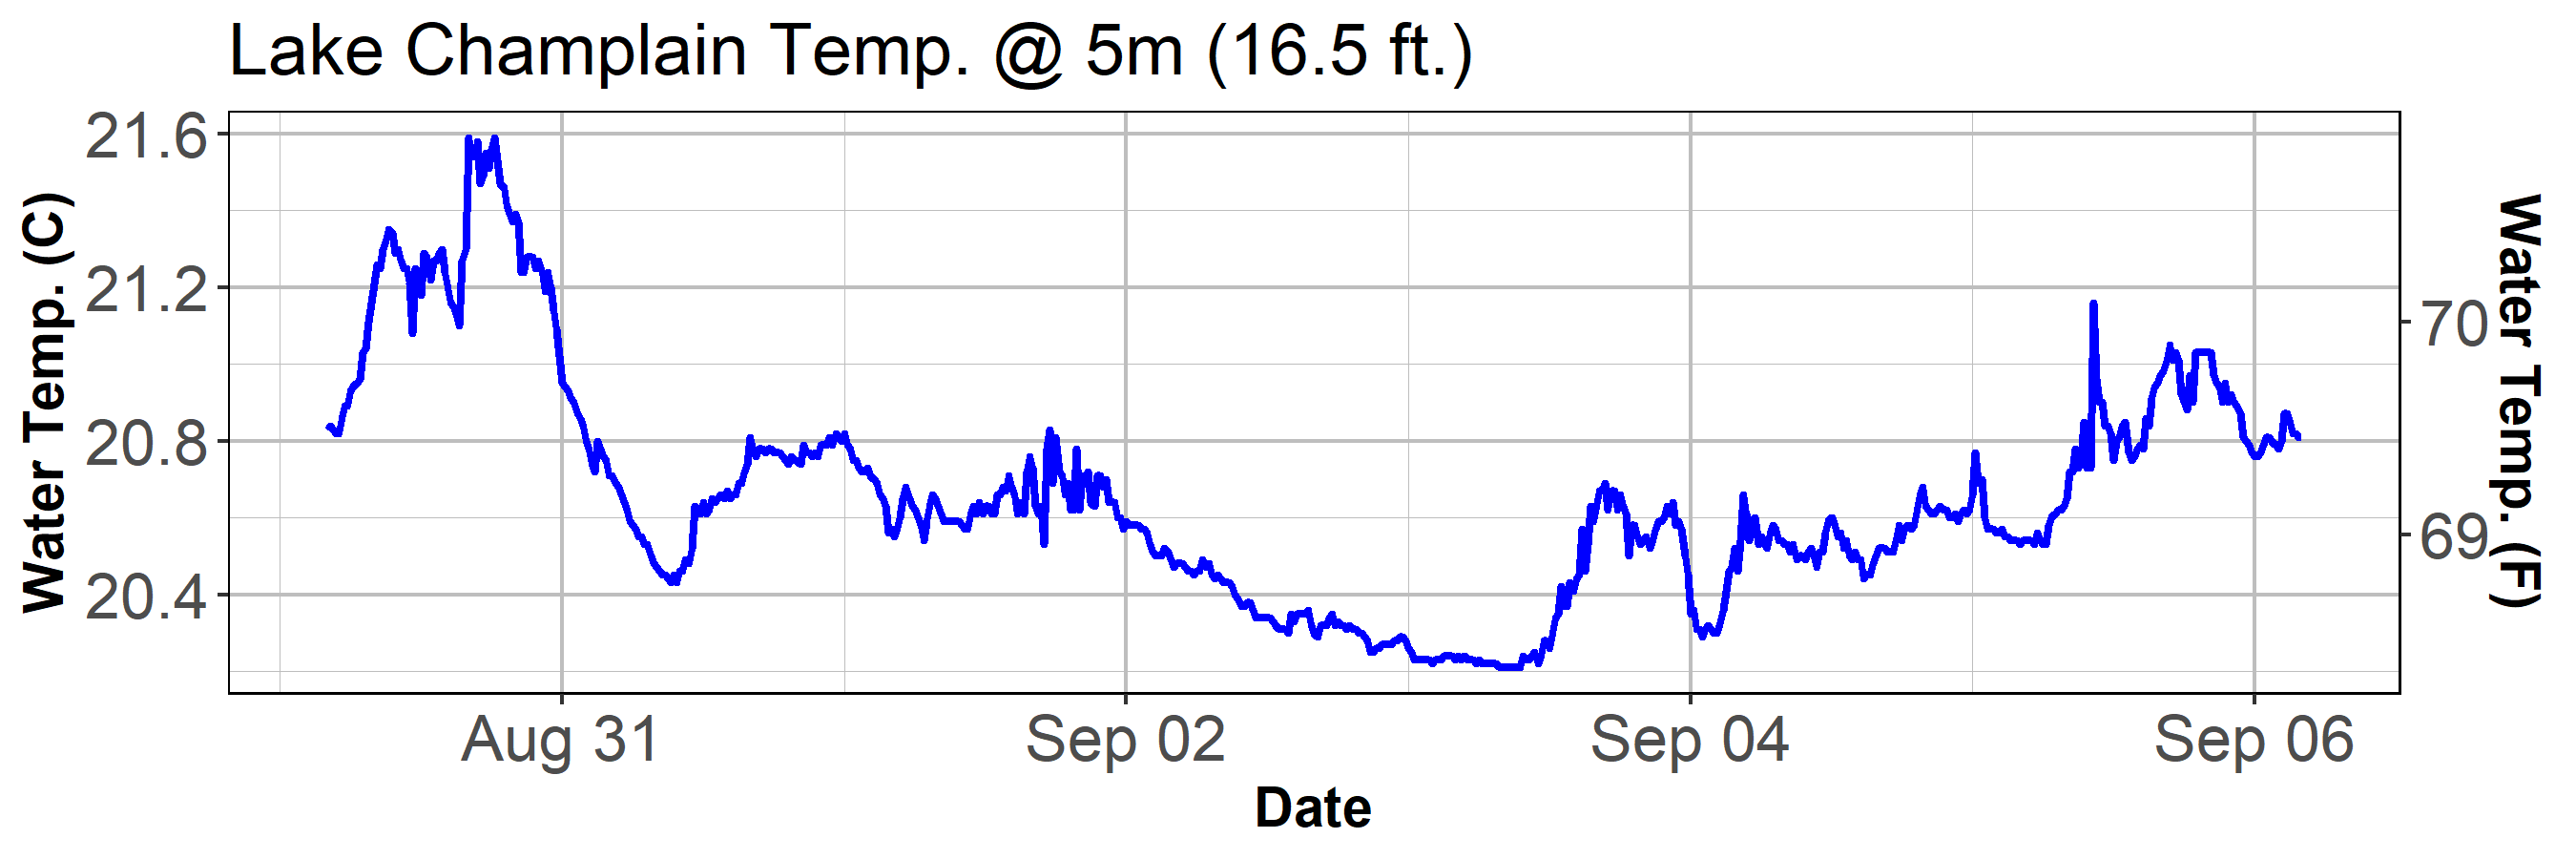 Lake Champlain Temp. @ 5m (16.5 ft.)
Water Temp. (C)
21.6
21.2
20.8
20.4
70
69
Water Temp. (F)
Aug 31
Sep 02
Sep 04
Sep 06
Date